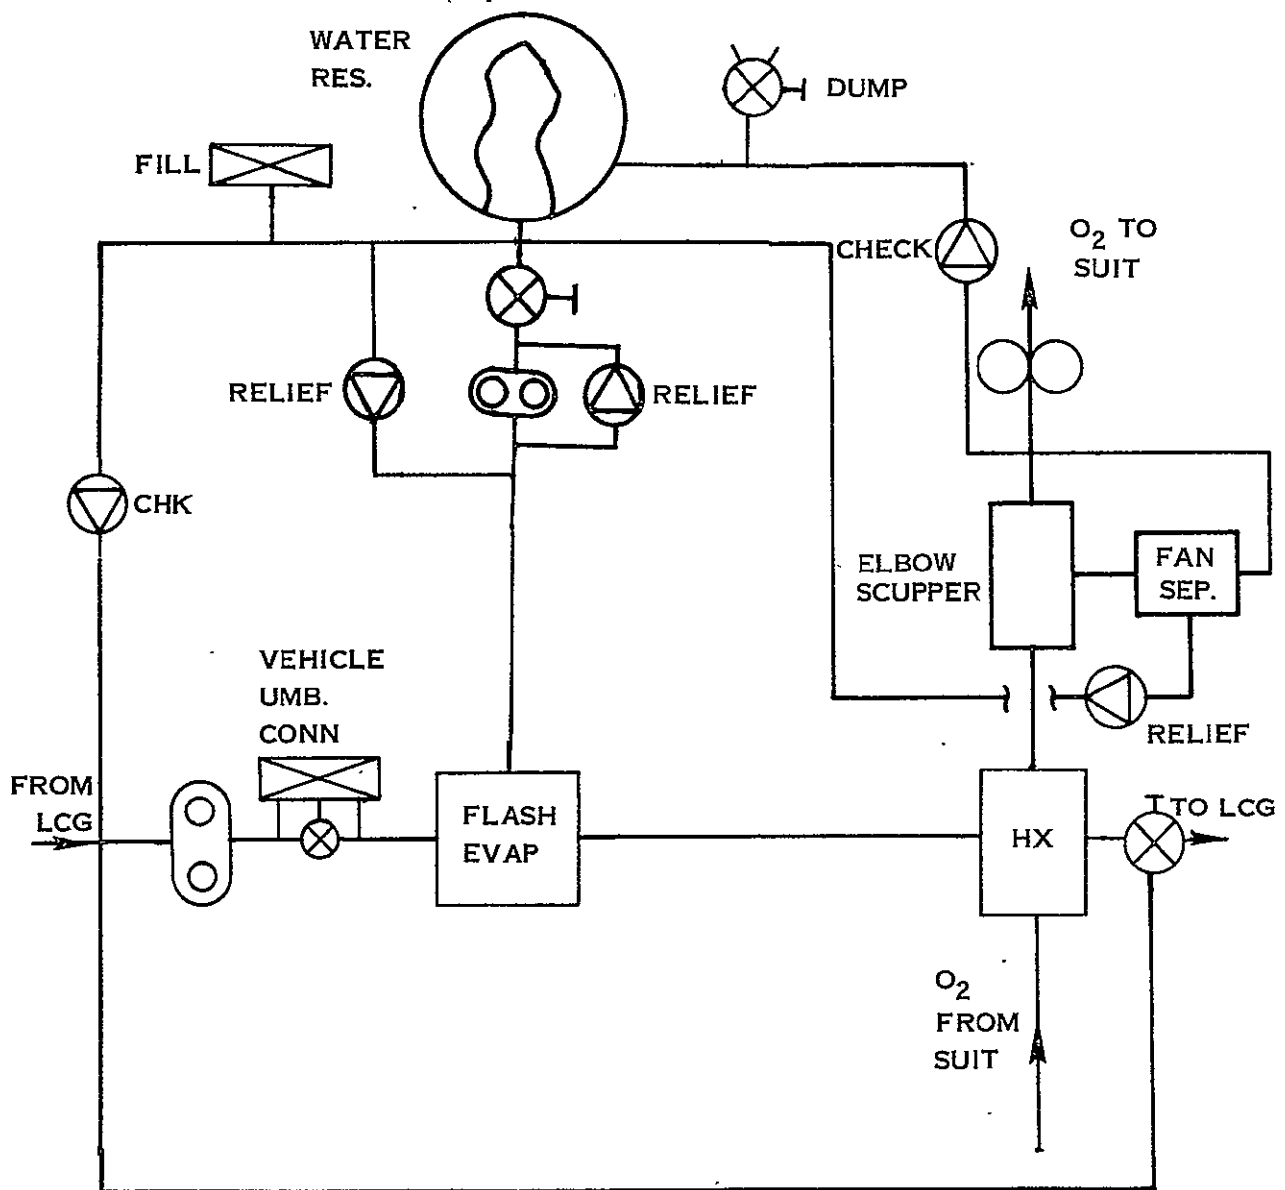 WATER
RES.
DUMP
FILL
CHECK
O2 TO
SUIT
RELIEF
RELIEF
CHK
ELBOW
SCUPPER
FAN
SEP.
VEHICLE
UMB.
CONN
RELIEF
FROM
LCG
FLASH
EVAP
HX
TO LCG
O2
FROM
SUIT